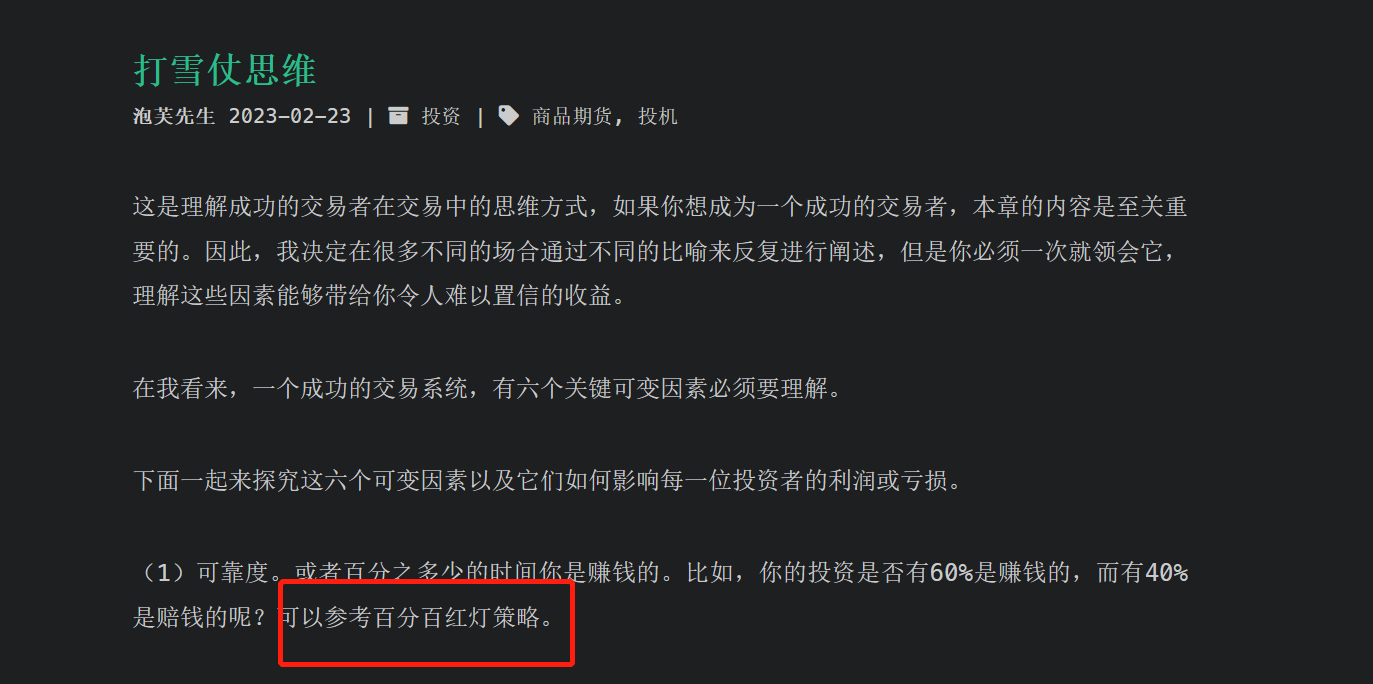 打雪仗思维
泡芙先生 2023-02-23 | 投资 | 商品期货, 投机
这是理解成功的交易者在交易中的思维方式，如果你想成为一个成功的交易者，本章的内容是至关重
要的。因此，我决定在很多不同的场合通过不同的比喻来反复进行阐述，但是你必须一次就领会它，
理解这些因素能够带给你令人难以置信的收益。
在我看来，一个成功的交易系统，有六个关键可变因素必须要理解。
下面一起来探究这六个可变因素以及它们如何影响每一位投资者的利润或亏损。
（1）可靠度。或者百分之多少的时间你是赚钱的。比如，你的投资是否有60%是赚钱的，而有40%
是赔钱的呢？可以参考百分百红灯策略。